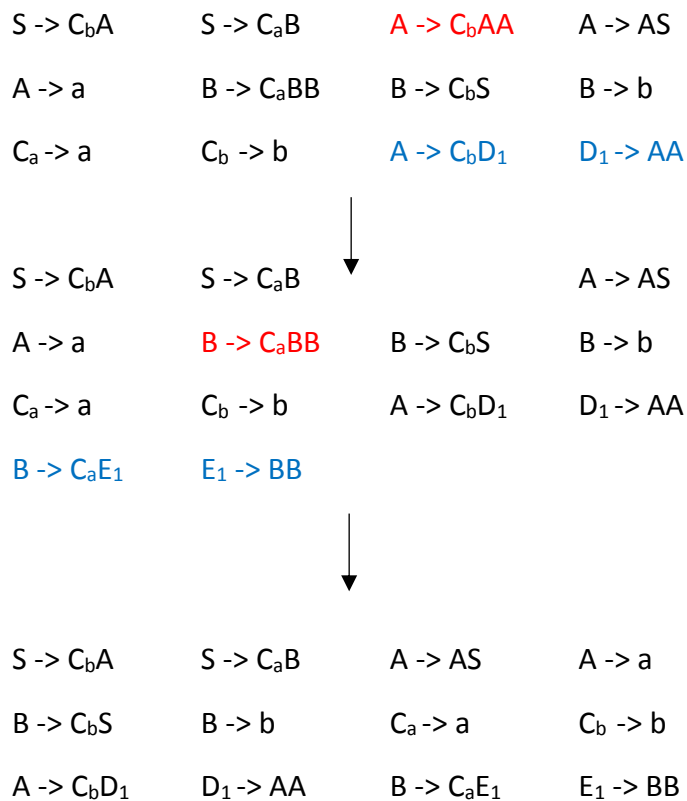 S -> CbA S -> CaB A -> CbAA A -> AS
A -> a B -> CaBB B -> CbS B -> b
Ca -> a Cb -> b A -> CbD1 D1 -> AA
S -> CbA S -> CaB A -> AS
A -> a B -> CaBB B -> CbS B -> b
Ca -> a Cb -> b A -> CbD1 D1 -> AA
B -> CaE1 E1 -> BB
S -> CbA S -> CaB A -> AS A -> a
B -> CbS B -> b Ca -> a Cb -> b
A -> CbD1 D1 -> AA B -> CaE1 E1 -> BB